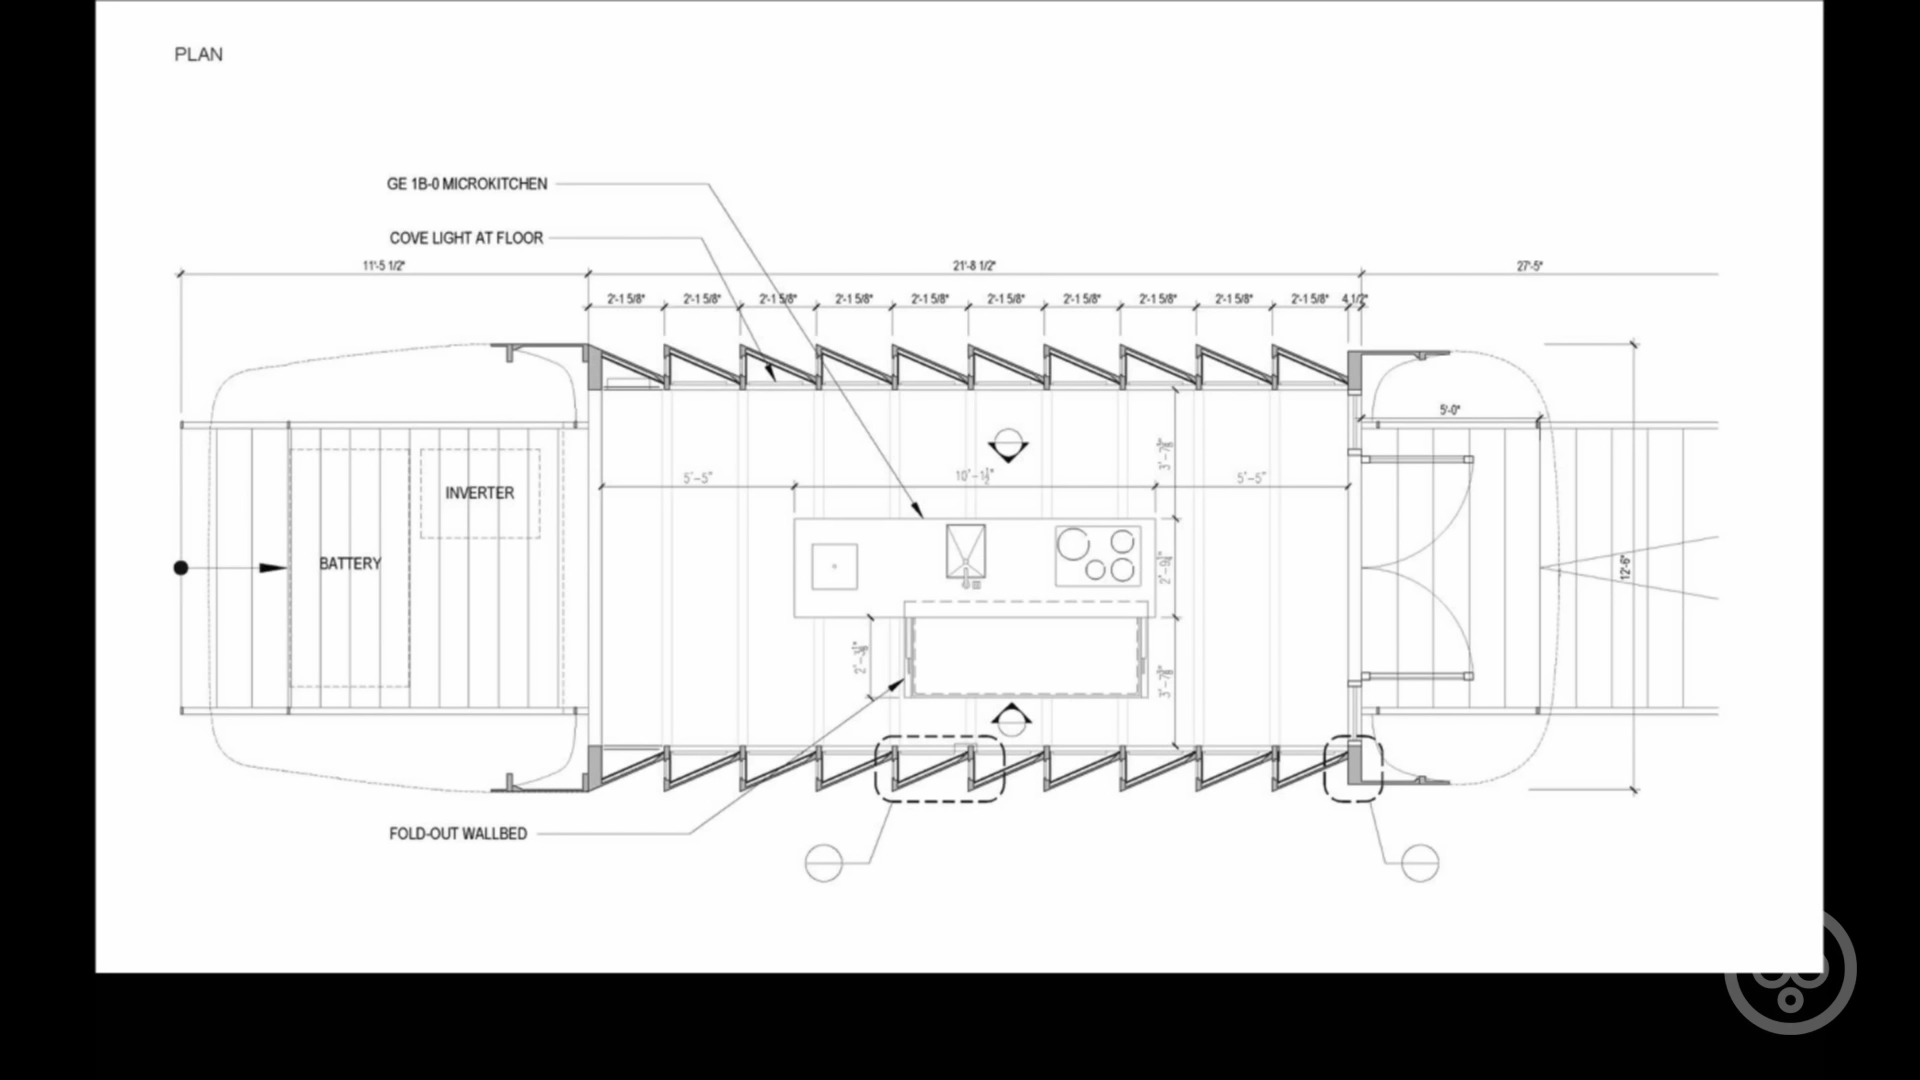 PLAN
GE 1B-0 MICROKITCHEN
COVE LIGHT AT FLOOR
11'-5 1/2" 21'-8 1/2" 27'-5"
2'-1 5/8" 2'-1 5/8" 2'-1 5/8" 2'-1 5/8" 2'-1 5/8" 2'-1 5/8" 2'-1 5/8" 2'-1 5/8" 2'-1 5/8" 2'-1 5/8" 4 1/2"
5'-0"
5'-5" 10'-1½" 5'-5"
INVERTER
BATTERY
12'-6"
FOLD-OUT WALLBED